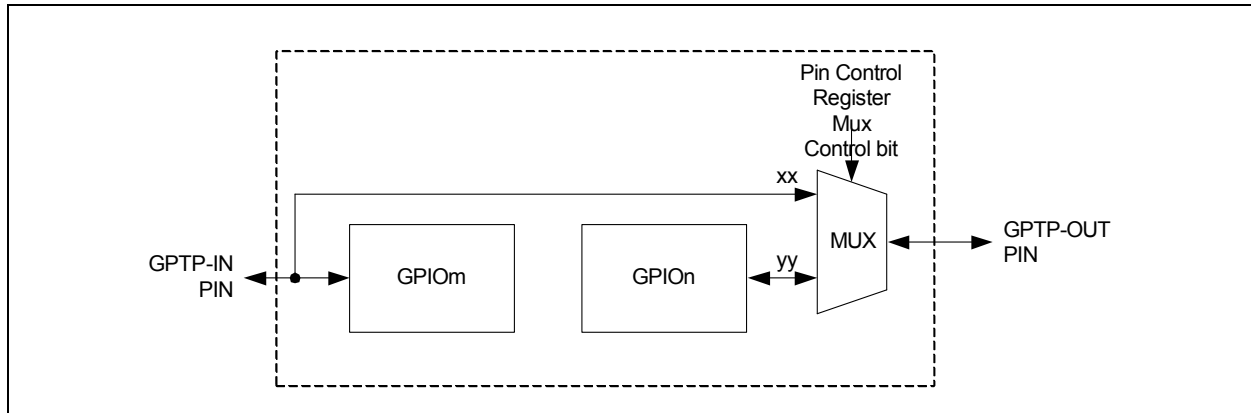 Pin Control
Register
Mux
Control bit
xx
GPTP-IN
PIN
GPIOm
GPIOn
yy
MUX
GPTP-OUT
PIN